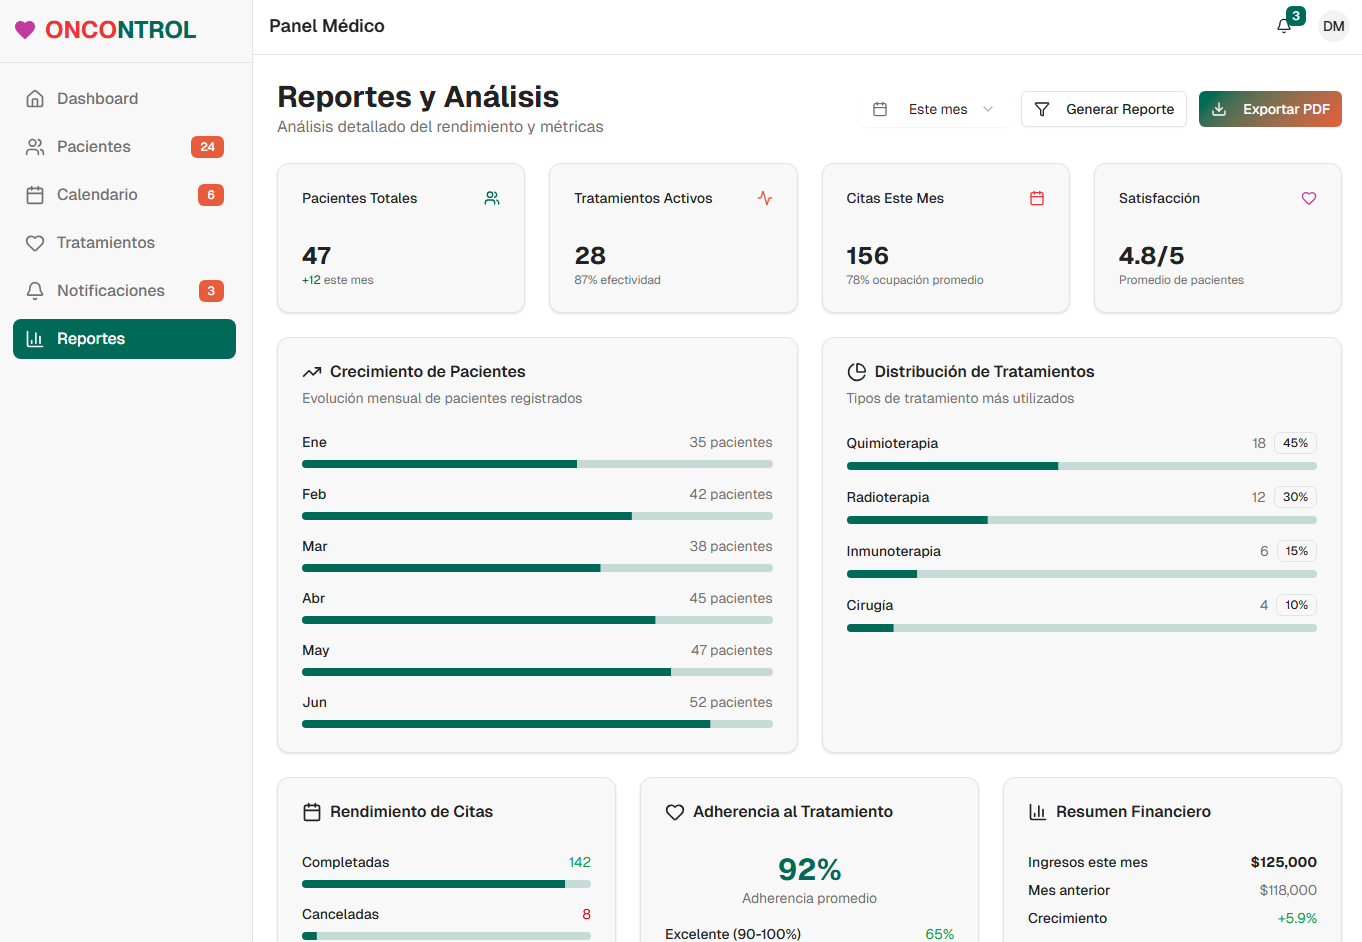 ONCONTROL
Panel Médico
3
DM
Dashboard
Pacientes 24
Calendario 6
Tratamientos
Notificaciones 3
Reportes
Reportes y Análisis
Análisis detallado del rendimiento y métricas
Este mes
Generar Reporte
Exportar PDF
Pacientes Totales
47
+12 este mes
Tratamientos Activos
28
87% efectividad
Citas Este Mes
156
78% ocupación promedio
Satisfacción
4.8/5
Promedio de pacientes
Crecimiento de Pacientes
Evolución mensual de pacientes registrados
Ene 35 pacientes
Feb 42 pacientes
Mar 38 pacientes
Abr 45 pacientes
May 47 pacientes
Jun 52 pacientes
Distribución de Tratamientos
Tipos de tratamiento más utilizados
Quimioterapia 18 45%
Radioterapia 12 30%
Inmunoterapia 6 15%
Cirugía 4 10%
Rendimiento de Citas
Completadas 142
Canceladas 8
Adherencia al Tratamiento
92%
Adherencia promedio
Excelente (90-100%) 65%
Resumen Financiero
Ingresos este mes $125,000
Mes anterior $118,000
Crecimiento +5.9%